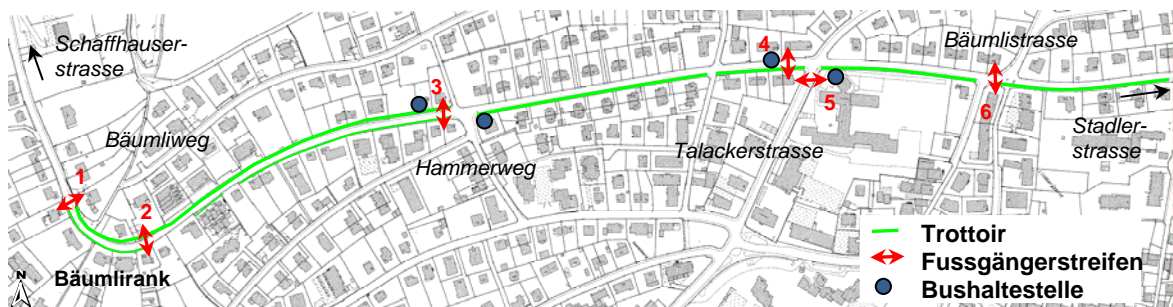 Schaffhauser-
strasse
4
Bäumlistrasse
3
5
6
Bäumliweg
Stadler-
strasse
Hammerweg
Talackerstrasse
1
2
Trottoir
Fussgängerstreifen
Bushaltestelle
Bäumlirank
N